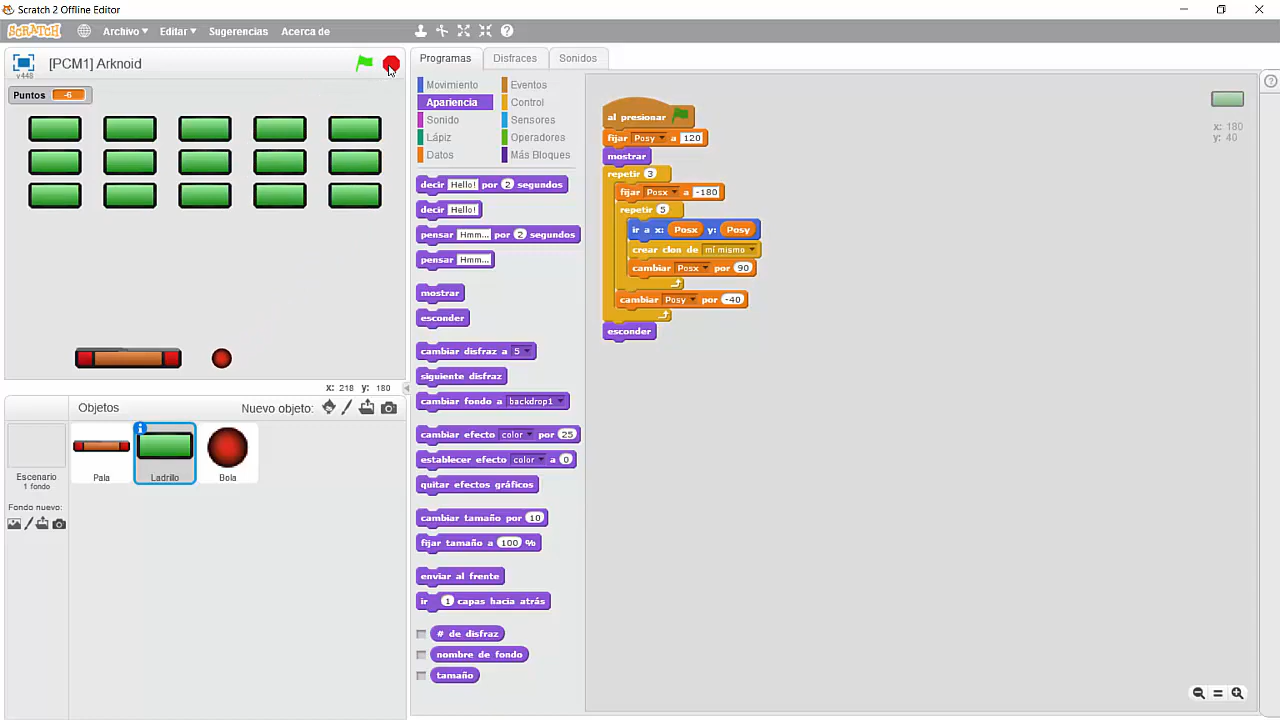 Scratch 2 Offline Editor
SCRATCH Archivo Editar Sugerencias Acerca de
v448 [PCM1] Arknoid
Puntos -6
x: 218 y: 180
Objetos Nuevo objeto:
Escenario
1 fondo
Fondo nuevo:
Pala
Ladrillo
Bola
Programas Disfraces Sonidos
Movimiento Eventos
Apariencia Control
Sonido Sensores
Lápiz Operadores
Datos Más Bloques
decir Hello! por 2 segundos
decir Hello!
pensar Hmm... por 2 segundos
pensar Hmm...
mostrar
esconder
cambiar disfraz a 5
siguiente disfraz
cambiar fondo a backdrop1
cambiar efecto color por 25
establecer efecto color a 0
quitar efectos gráficos
cambiar tamaño por 10
fijar tamaño a 100 %
enviar al frente
ir 1 capas hacia atrás
# de disfraz
nombre de fondo
tamaño
al presionar
fijar Posy a 120
mostrar
repetir 3
fijar Posx a -180
repetir 5
ir a x: Posx y: Posy
crear clon de mí mismo
cambiar Posx por 90
cambiar Posy por -40
esconder
x: 180
y: 40